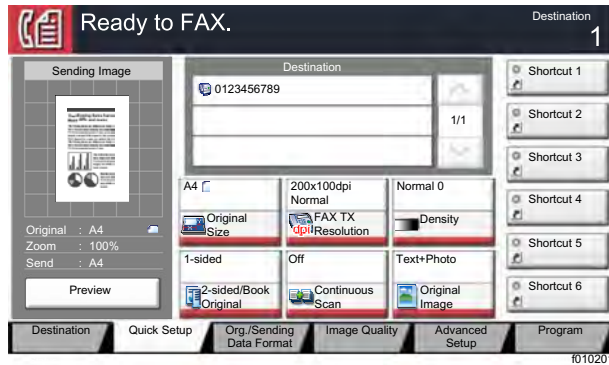 Ready to FAX.
Destination
1
Sending Image
Original : A4
Zoom : 100%
Send : A4
Preview
Destination
0123456789
1/1
A4
Original
Size
200x100dpi
Normal
dpi
FAX TX
Resolution
Normal 0
Density
1-sided
2-sided/Book
Original
Off
Continuous
Scan
Text+Photo
Original
Image
Shortcut 1
Shortcut 2
Shortcut 3
Shortcut 4
Shortcut 5
Shortcut 6
Destination
Quick Setup
Org./Sending
Data Format
Image Quality
Advanced
Setup
Program